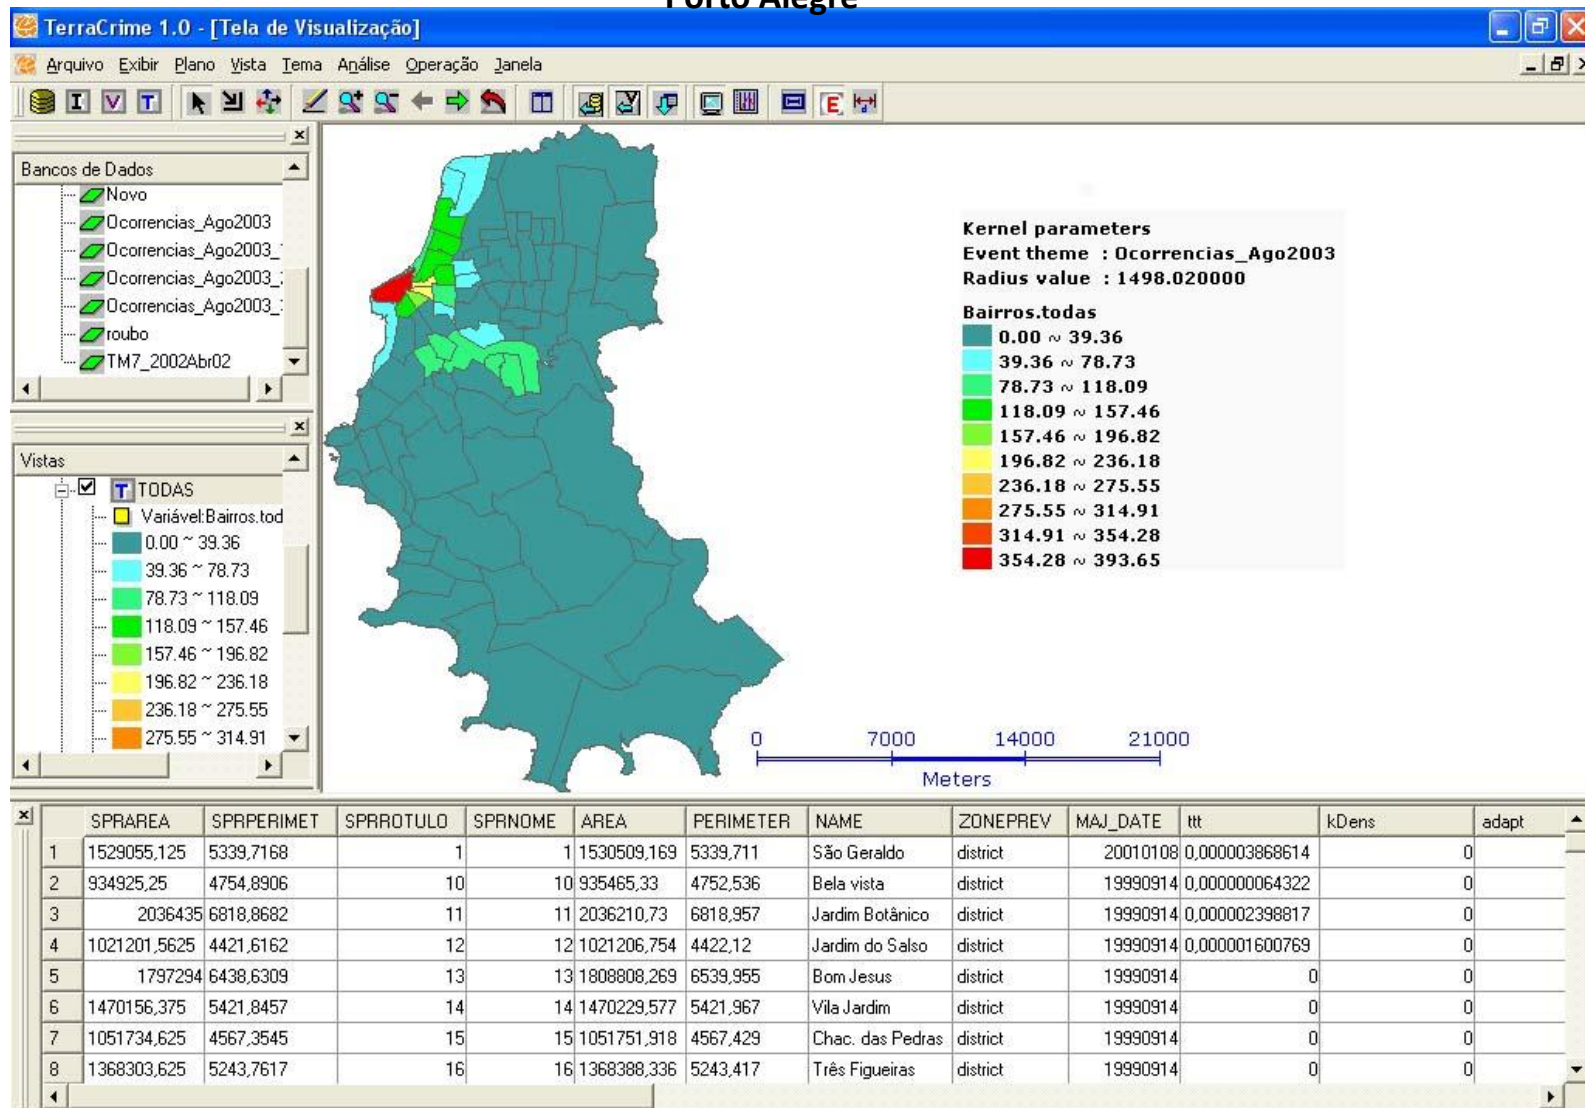 Porto Alegre
TerraCrime 1.0 - [Tela de Visualização]
Arquivo Exibir Plano Vista Tema Análise Operação Janela
I V T E
Bancos de Dados
Novo
Ocorrencias_Ago2003
Ocorrencias_Ago2003_
Ocorrencias_Ago2003_
Ocorrencias_Ago2003_
roubo
TM7_2002Abr02
Vistas
T TODAS
Variável:Bairros.tod
0.00 ~ 39.36
39.36 ~ 78.73
78.73 ~ 118.09
118.09 ~ 157.46
157.46 ~ 196.82
196.82 ~ 236.18
236.18 ~ 275.55
275.55 ~ 314.91
Kernel parameters
Event theme : Ocorrencias_Ago2003
Radius value : 1498.020000
Bairros.todas
0.00 ~ 39.36
39.36 ~ 78.73
78.73 ~ 118.09
118.09 ~ 157.46
157.46 ~ 196.82
196.82 ~ 236.18
236.18 ~ 275.55
275.55 ~ 314.91
314.91 ~ 354.28
354.28 ~ 393.65
0 7000 14000 21000
Meters
SPRAREA SPRPERIMET SPRROTULO SPRNOME AREA PERIMETER NAME ZONEPREV MAJ_DATE ttt kDens adapt
1 1529055,125 5339,7168 1 1 1530509,169 5339,711 São Geraldo district 20010108 0,000003868614 0
2 934925,25 4754,8906 10 10 935465,33 4752,536 Bela vista district 19990914 0,000000064322 0
3 2036435 6818,8682 11 11 2036210,73 6818,957 Jardim Botânico district 19990914 0,000002398817 0
4 1021201,5625 4421,6162 12 12 1021206,754 4422,12 Jardim do Salso district 19990914 0,000001600769 0
5 1797294 6438,6309 13 13 1808808,269 6539,955 Bom Jesus district 19990914 0 0
6 1470156,375 5421,8457 14 14 1470229,577 5421,967 Vila Jardim district 19990914 0 0
7 1051734,625 4567,3545 15 15 1051751,918 4567,429 Chac. das Pedras district 19990914 0 0
8 1368303,625 5243,7617 16 16 1368388,336 5243,417 Três Figueiras district 19990914 0 0